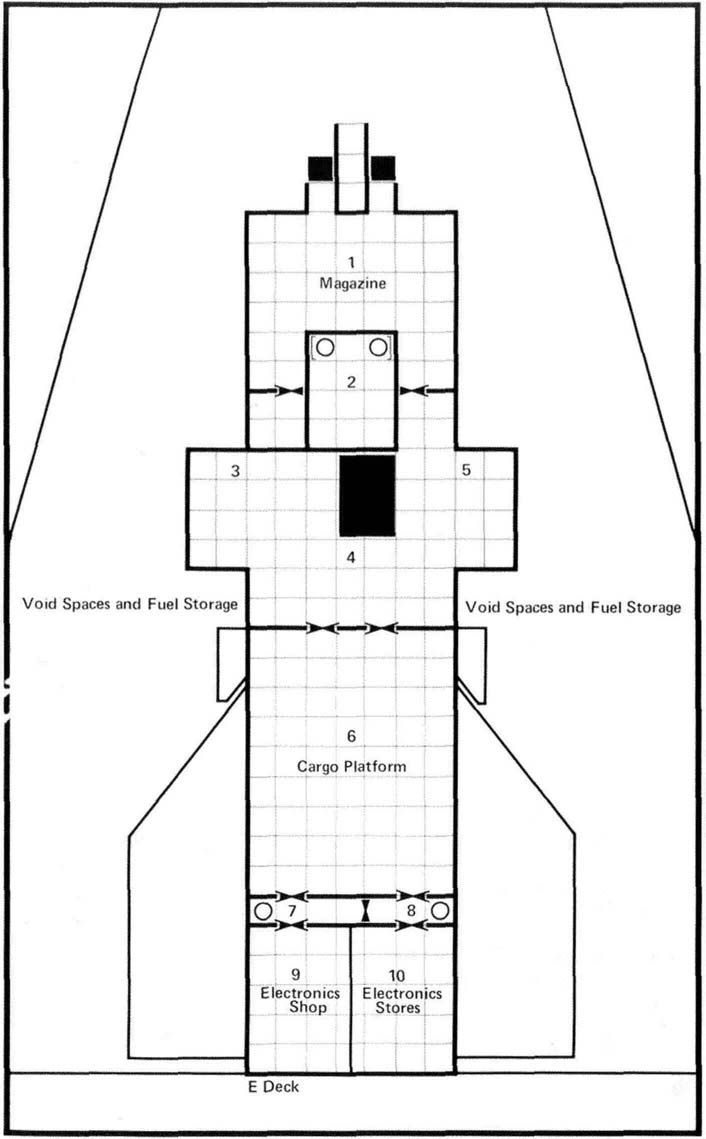 1
Magazine
2
3
5
4
Void Spaces and Fuel Storage
Void Spaces and Fuel Storage
6
Cargo Platform
7
8
9
Electronics
Shop
10
Electronics
Stores
E Deck